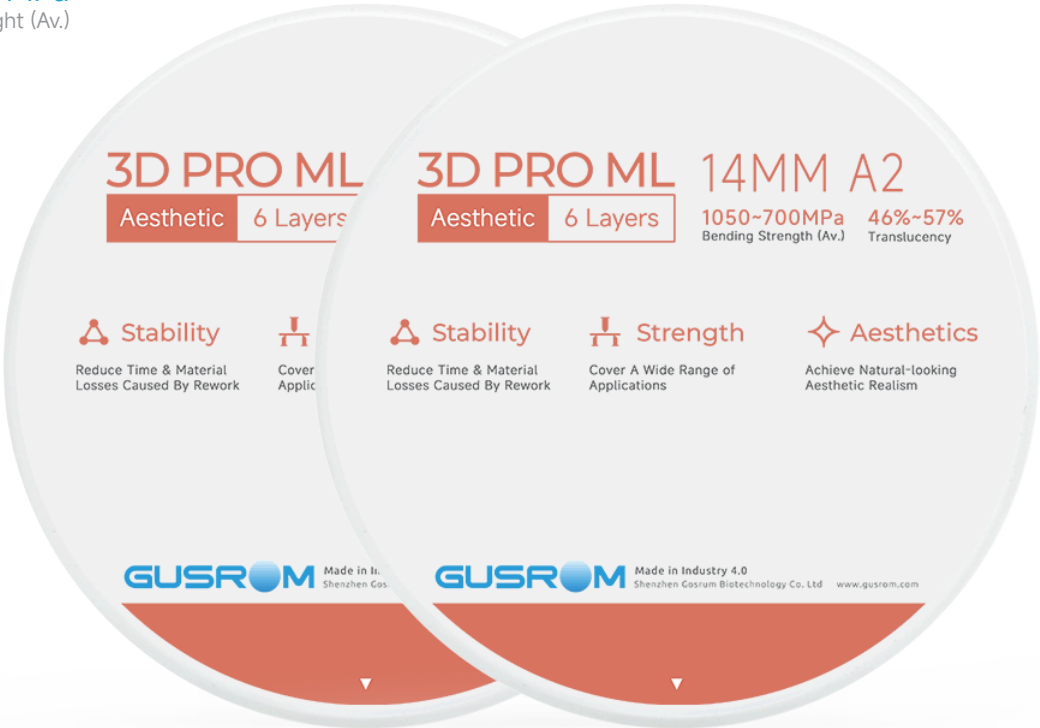 ght (Av.)
3D PRO ML
Aesthetic 6 Layers
Stability
Reduce Time & Material
Losses Caused By Rework
Cover
GUSROM
Made in
Shenzhen
3D PRO ML
Aesthetic 6 Layers
14MM A2
1050~700MPa 46%~57%
Bending Strength (Av.) Translucency
Stability
Reduce Time & Material
Losses Caused By Rework
Strength
Cover A Wide Range of
Applications
Aesthetics
Achieve Natural-looking
Aesthetic Realism
GUSROM
Made in Industry 4.0
Shenzhen Gosrum Biotechnology Co. Ltd www.gusrom.com